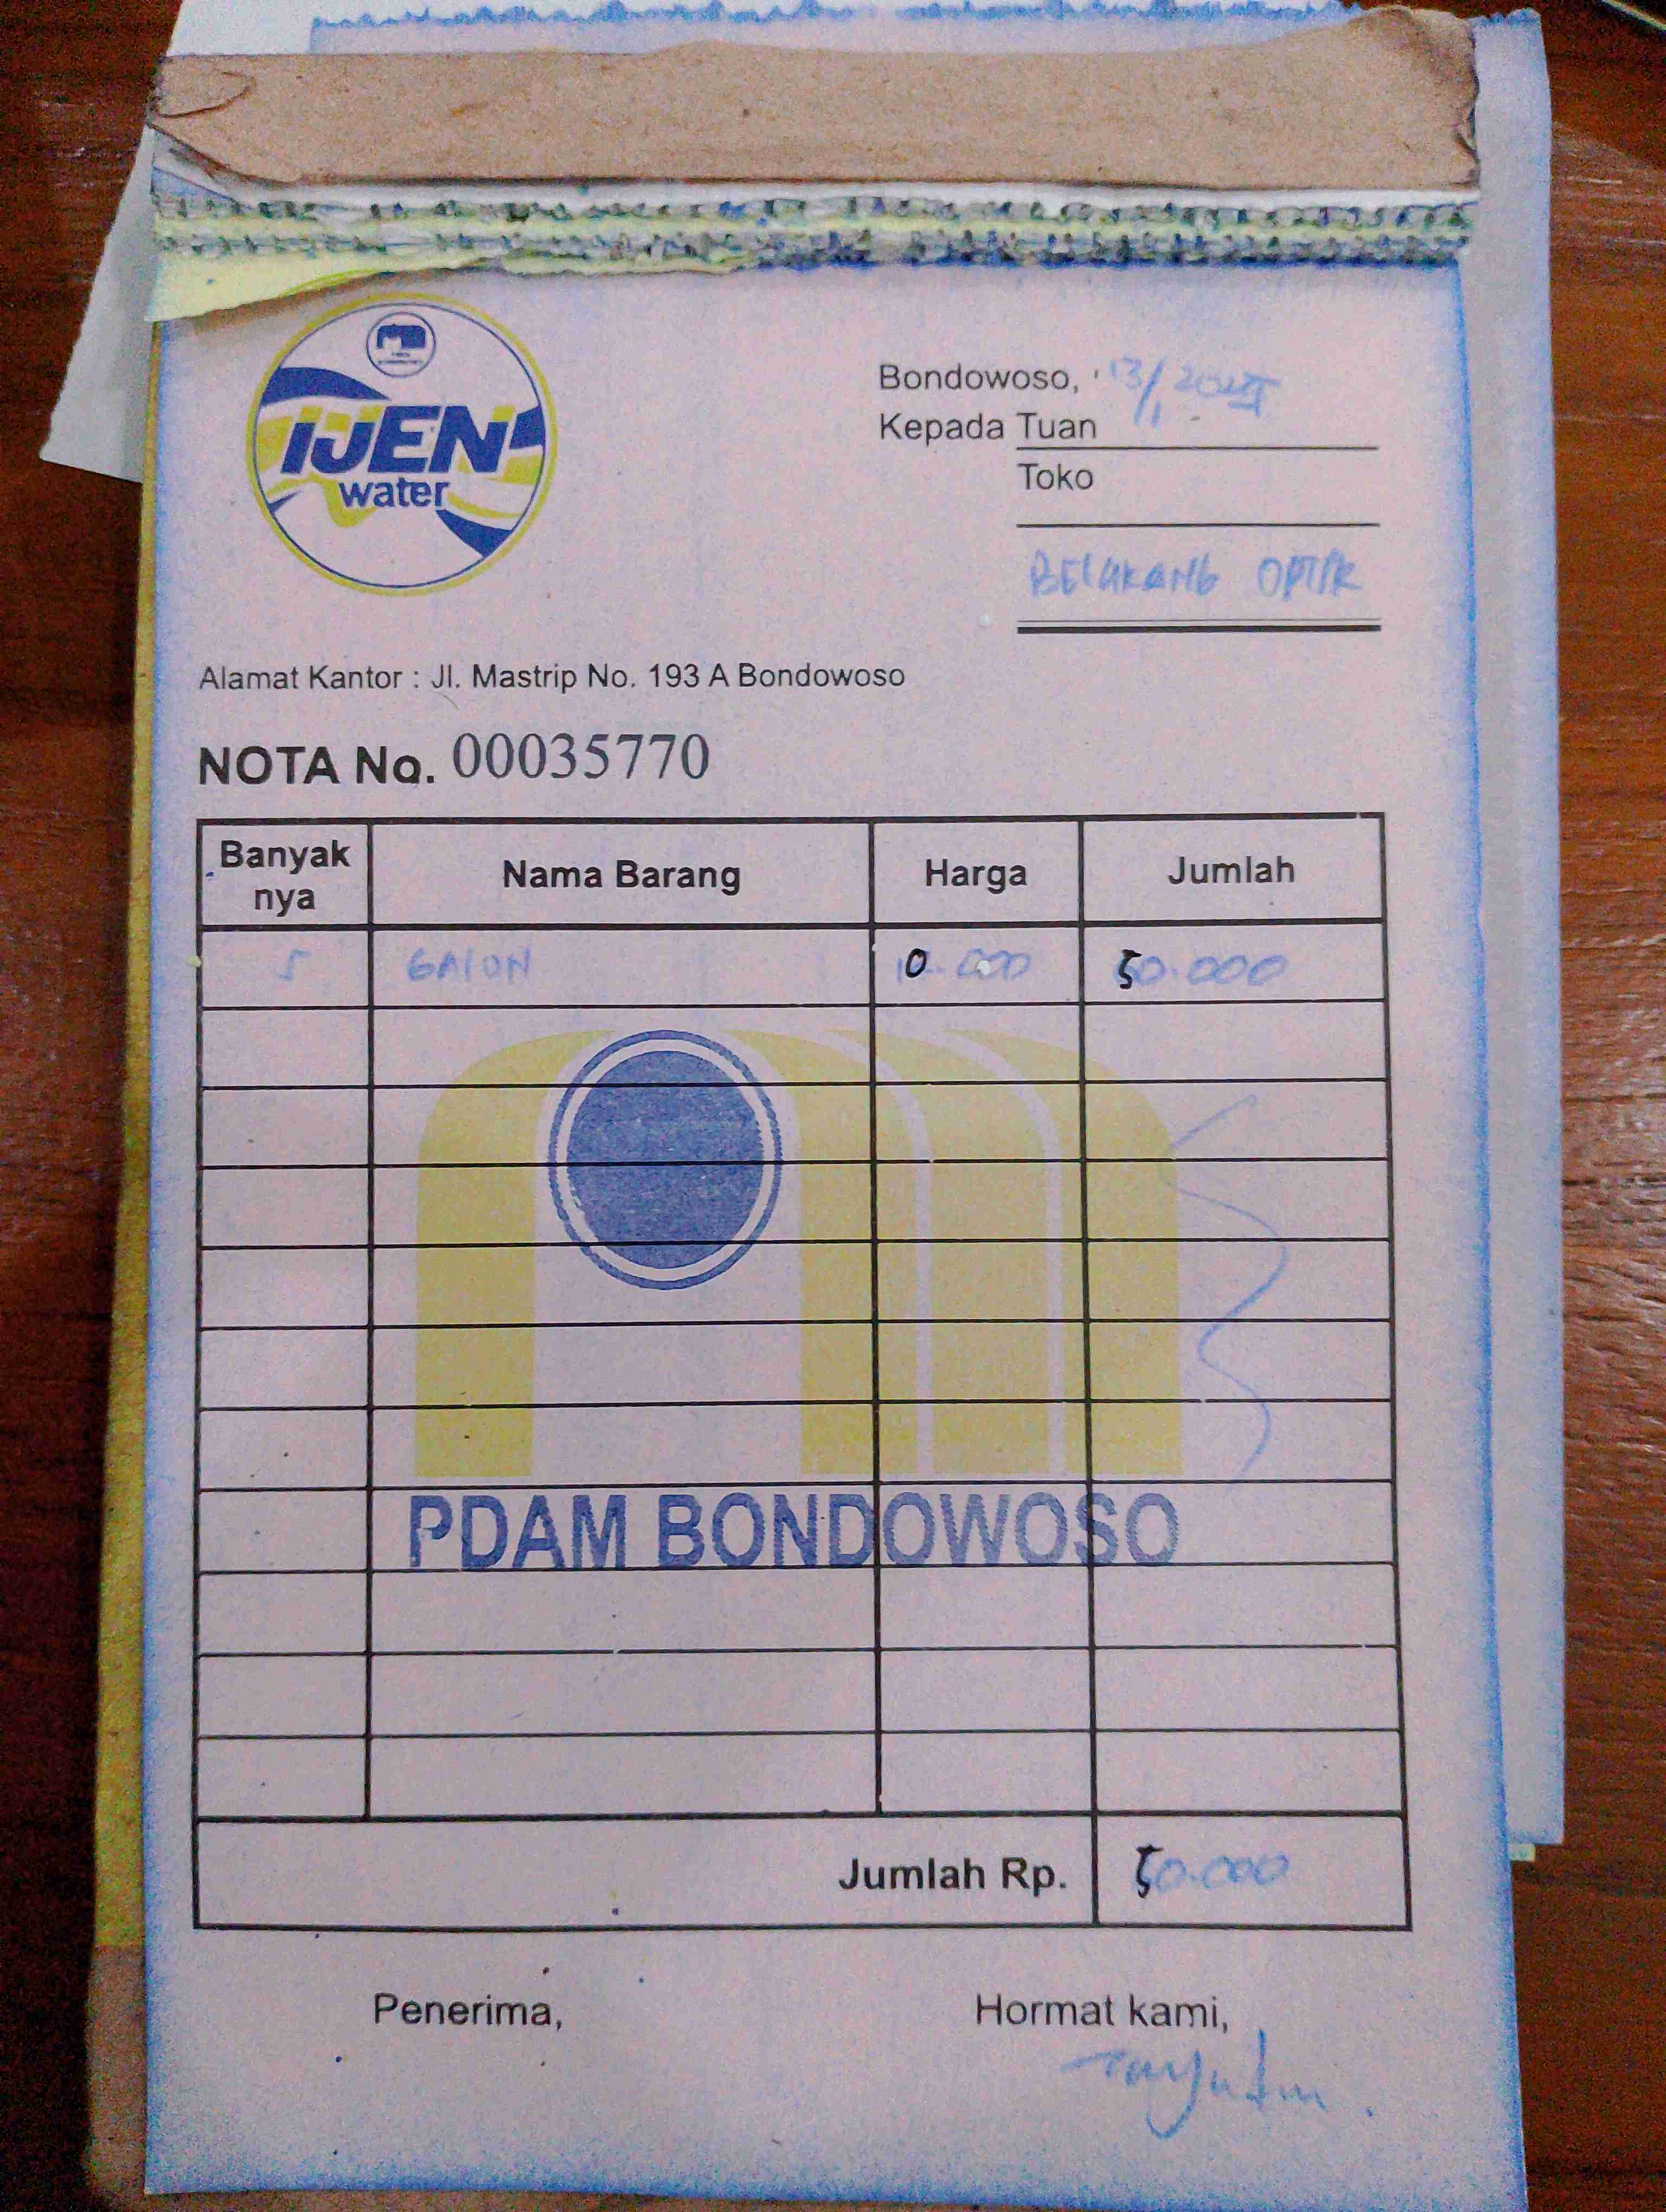 IJEN
water
Bondowoso, 13/1
Kepada Tuan
Toko
BELAKANG OPTIK
Alamat Kantor : Jl. Mastrip No. 193 A Bondowoso
NOTA No. 00035770
Banyak nya Nama Barang Harga Jumlah
5 GALON 10.000 50.000
PDAM BONDOWOSO
Jumlah Rp. 50.000
Penerima, Hormat kami,